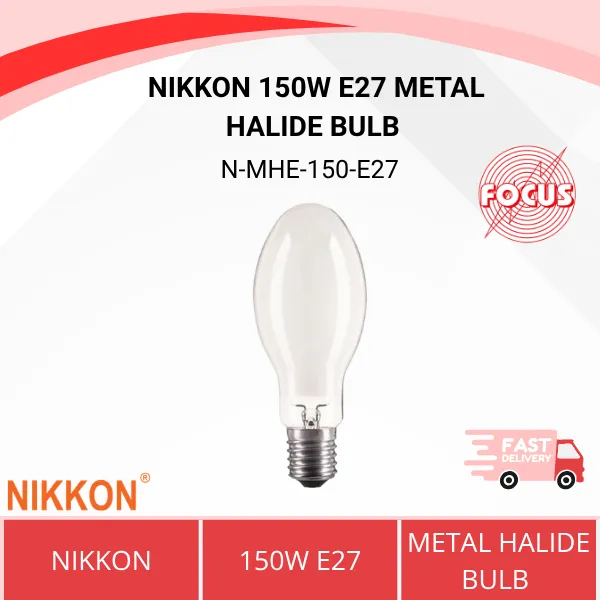 NIKKON 150W E27 METAL
HALIDE BULB
N-MHE-150-E27
FOCUS
FAST
DELIVERY
NIKKON®
NIKKON
150W E27
METAL HALIDE
BULB